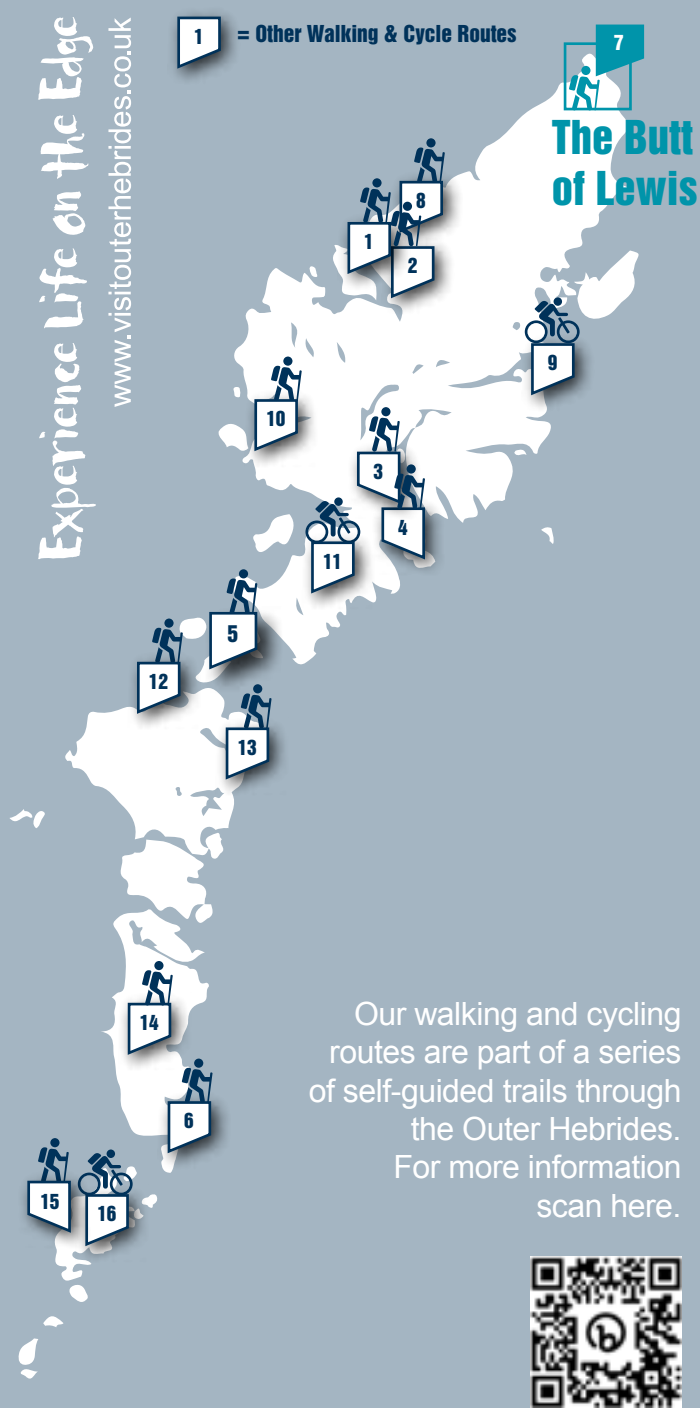 Experience Life on the Edge
www.visitouterhebrides.co.uk
1 = Other Walking & Cycle Routes
7
The Butt
of Lewis
8
1
2
9
10
3
4
11
5
12
13
14
6
15
16
Our walking and cycling
routes are part of a series
of self-guided trails through
the Outer Hebrides.
For more information
scan here.
b